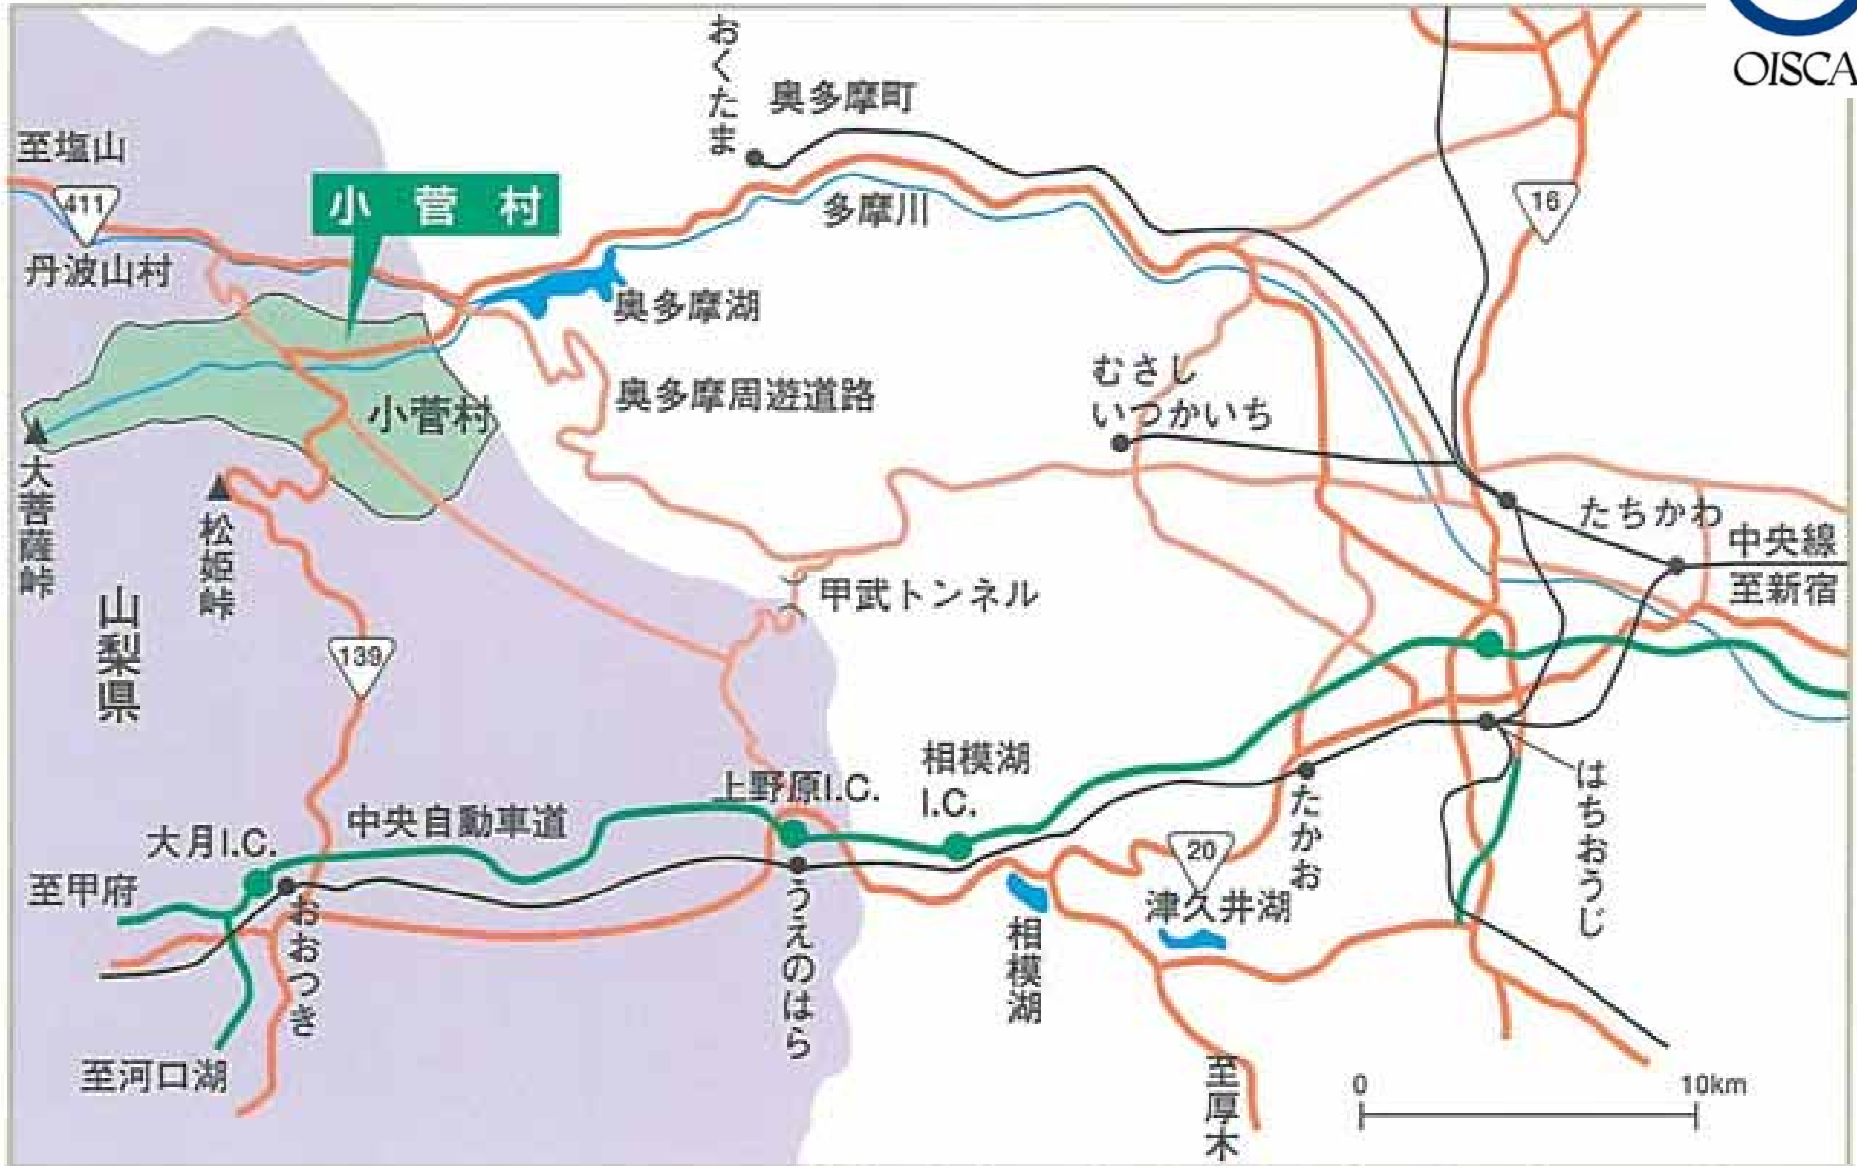 OISCA
おくたま
奥多摩町
至塩山
411
小菅村
多摩川
16
丹波山村
奥多摩湖
奥多摩周遊道路
むさし
いつかいち
小菅村
大菩薩峠
松姫峠
たちかわ
中央線
至新宿
甲武トンネル
山梨県
139
相模湖
I.C.
上野原I.C.
中央自動車道
大月I.C.
はちおうじ
たかお
20
至甲府
津久井湖
おおつき
うえのはら
相模湖
至河口湖
至厚木
0
10km